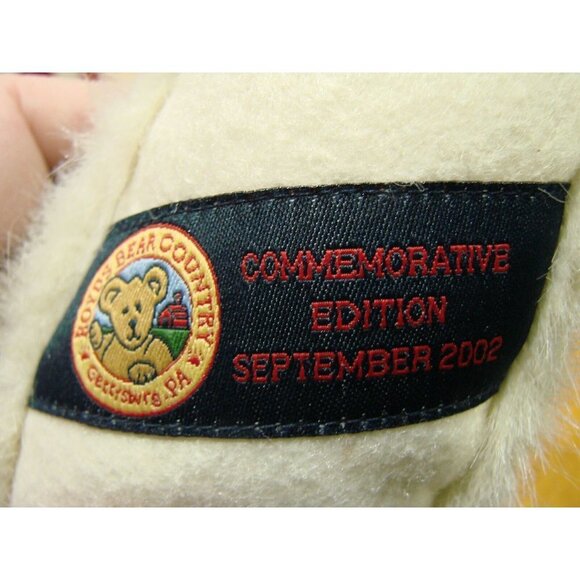 BOYDS BEAR COUNTRY
Gettysburg PA
COMMEMORATIVE
EDITION
SEPTEMBER 2002